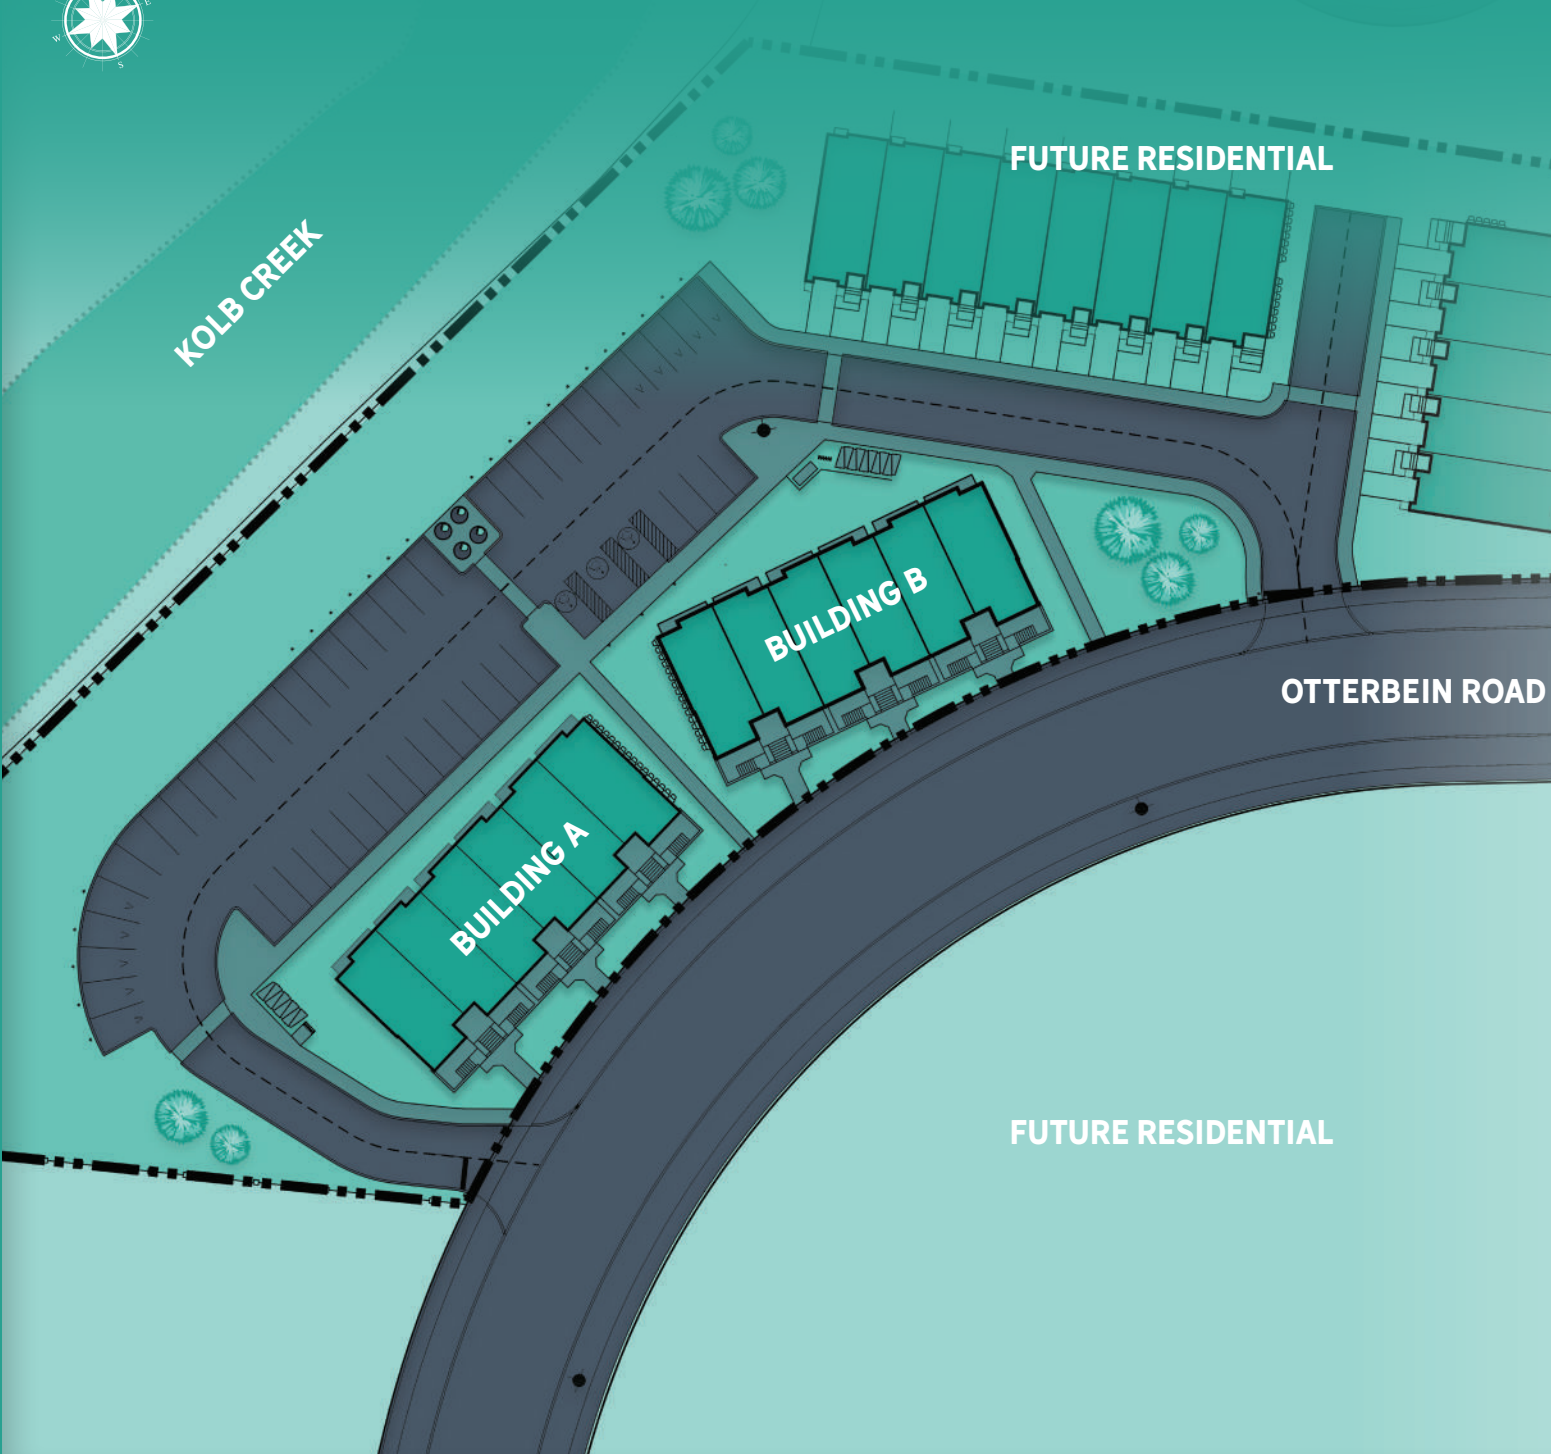 E
W
S
FUTURE RESIDENTIAL
KOLB CREEK
BUILDING B
OTTERBEIN ROAD
BUILDING A
FUTURE RESIDENTIAL